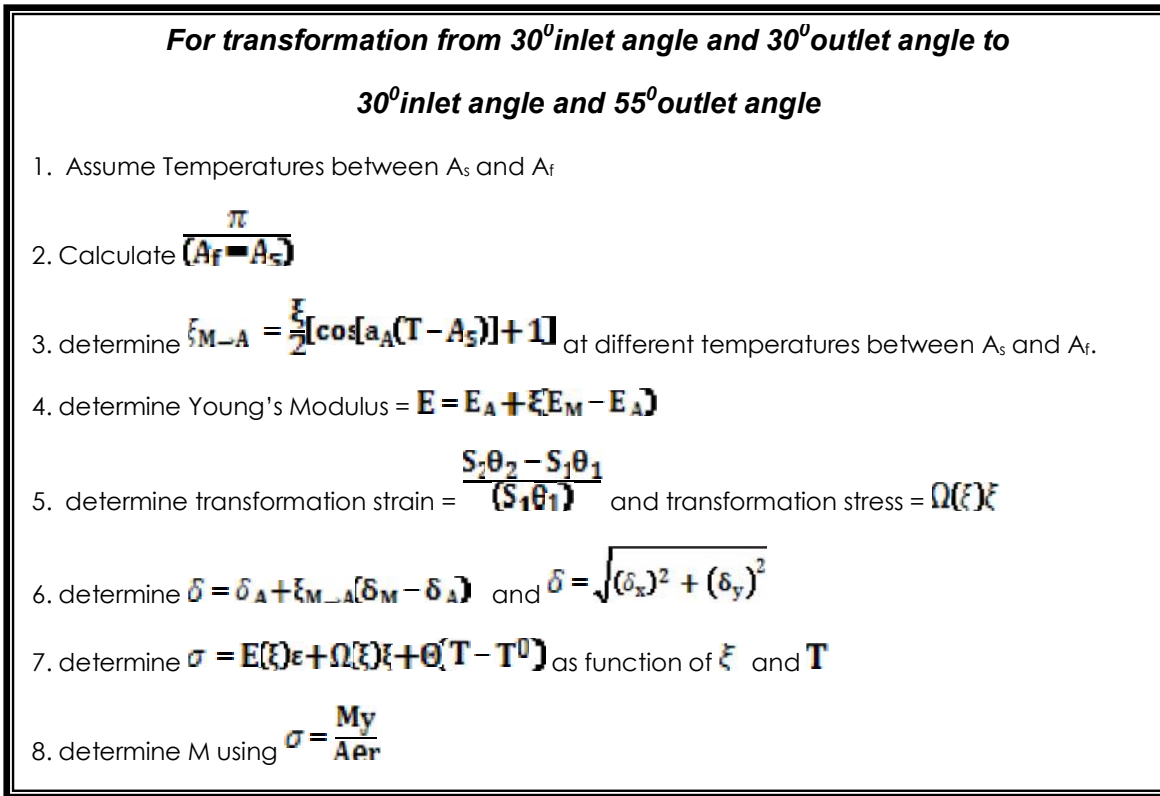 For transformation from 30⁰inlet angle and 30⁰outlet angle to
30⁰inlet angle and 55⁰outlet angle
1. Assume Temperatures between Aₛ and A_f
2. Calculate π/(A_f−Aₛ)
3. determine ξ_M→A = ξ/2[cos[a_A(T−A_S)]+1] at different temperatures between Aₛ and A_f.
4. determine Young’s Modulus = E = E_A+ξ(E_M−E_A)
5. determine transformation strain = (S₂θ₂−S₁θ₁)/(S₁θ₁) and transformation stress = Ω(ξ)ξ
6. determine δ = δ_A+ξ_M→A(δ_M−δ_A) and δ = √((δₓ)² + (δ_y)²)
7. determine σ = E(ξ)ε+Ω(ξ)ξ+Θ(T−T⁰) as function of ξ and T
8. determine M using σ = My/Aer